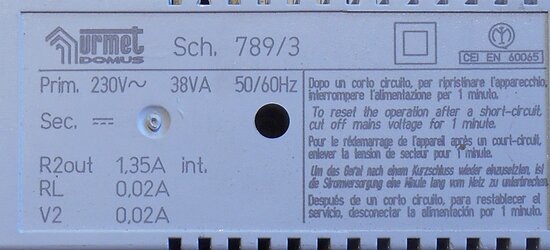 urmet
DOMUS
Sch. 789/3
CEI EN 60065
Prim. 230V~ 38VA 50/60Hz
Sec. ⎓
R2out 1,35A int.
RL 0,02A
V2 0,02A
Dopo un corto circuito, per ripristinare l'apparecchio,
interrompere l'alimentazione per 1 minuto.
To reset the operation after a short-circuit,
cut off mains voltage for 1 minute.
Pour le redémarrage de l'appareil après un court-circuit,
enlever la tension de secteur pour 1 minute.
Um das Gerät nach einem Kurzschluss wieder einzusetzen, ist
die Stromversorgung eine Minute lang vom Netz zu unterbrechen.
Después de un corto circuito, para restablecer el
servicio, desconectar la alimentación por 1 minuto.